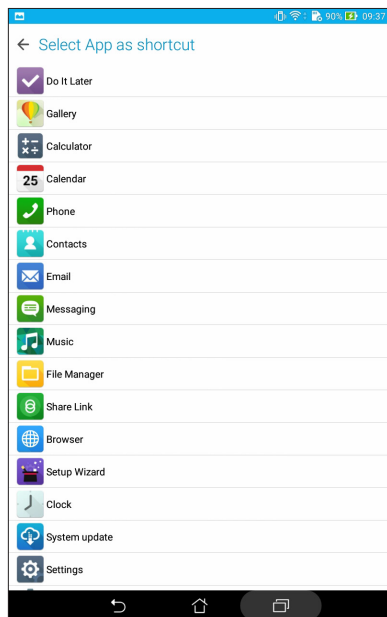 90% 09:37
Select App as shortcut
Do It Later
Gallery
Calculator
25 Calendar
Phone
Contacts
Email
Messaging
Music
File Manager
Share Link
Browser
Setup Wizard
Clock
System update
Settings